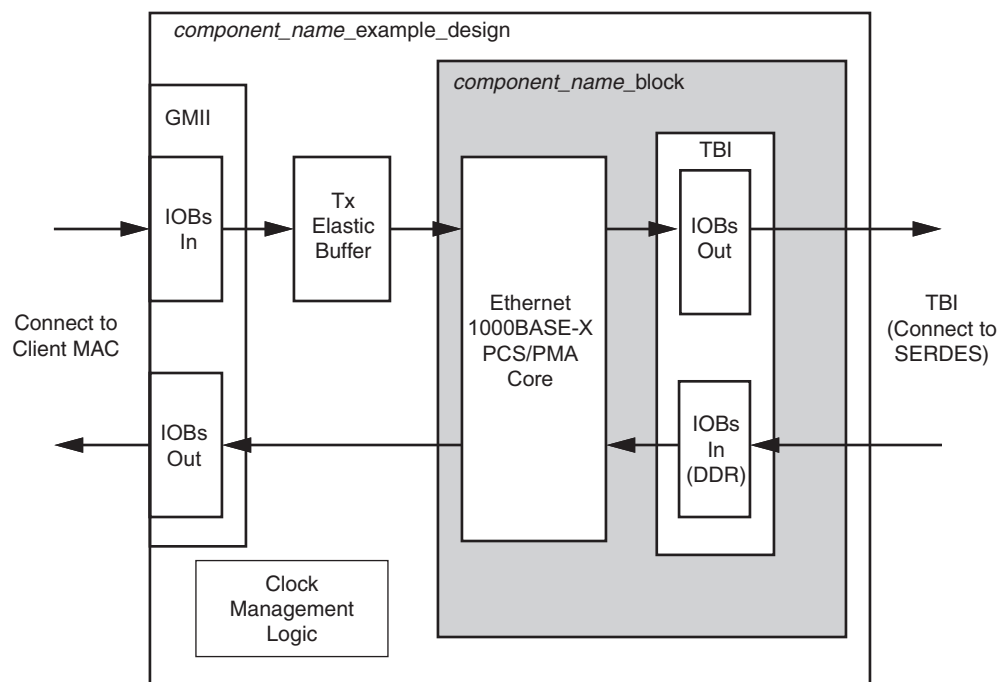 component_name_example_design
component_name_block
GMII
TBI
IOBs
In
Tx
Elastic
Buffer
IOBs
Out
Connect to
Client MAC
Ethernet
1000BASE-X
PCS/PMA
Core
TBI
(Connect to
SERDES)
IOBs
Out
IOBs
In
(DDR)
Clock
Management
Logic